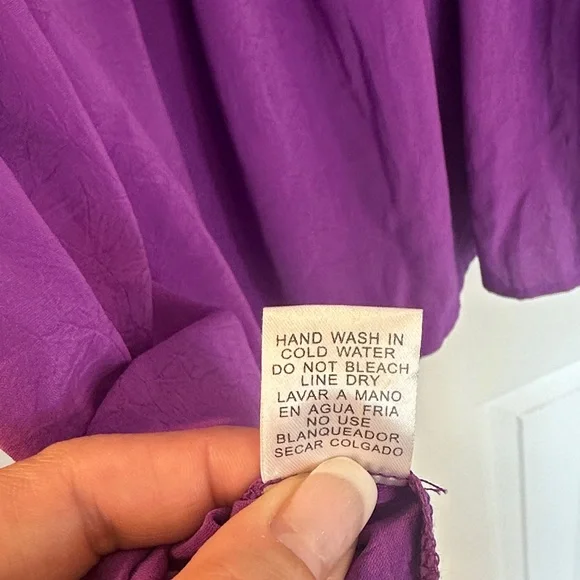 HAND WASH IN
COLD WATER
DO NOT BLEACH
LINE DRY
LAVAR A MANO
EN AGUA FRIA
NO USE
BLANQUEADOR
SECAR COLGADO